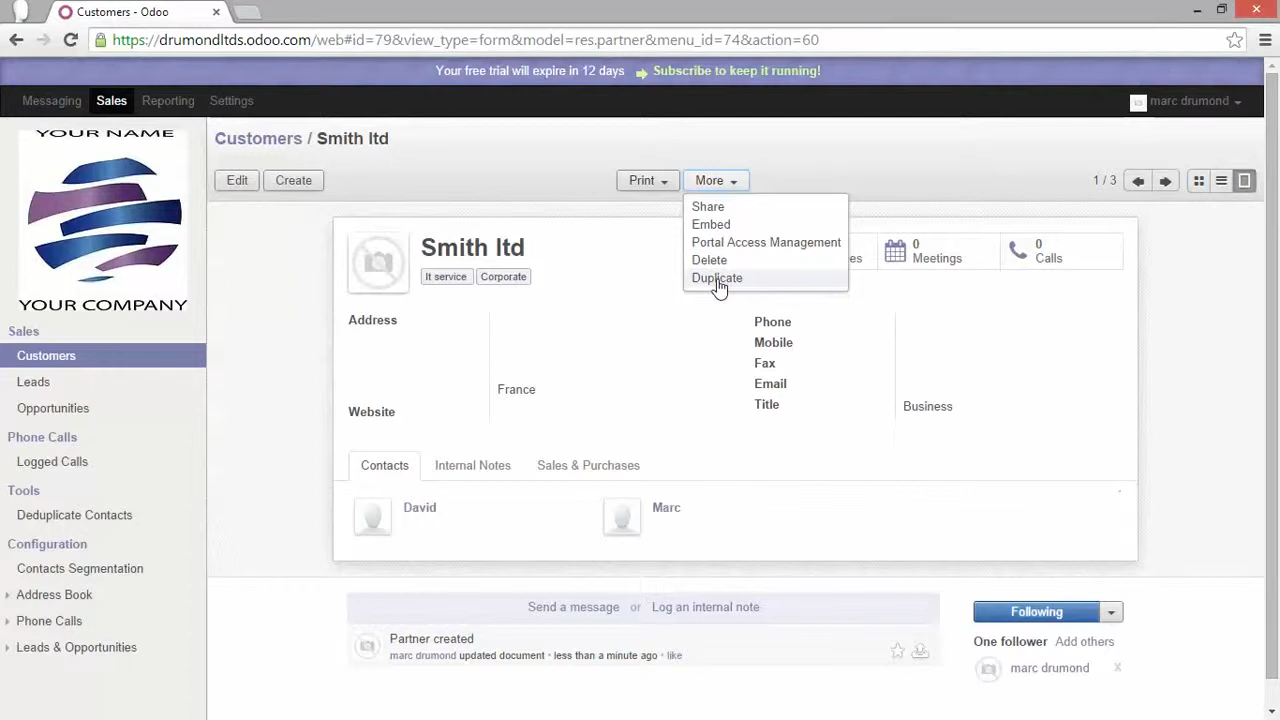 Customers - Odoo
https://drumondltds.odoo.com/web#id=79&view_type=form&model=res.partner&menu_id=74&action=60
Your free trial will expire in 12 days Subscribe to keep it running!
Messaging Sales Reporting Settings marc drumond
YOUR NAME
YOUR COMPANY
Sales
Customers
Leads
Opportunities
Phone Calls
Logged Calls
Tools
Deduplicate Contacts
Configuration
Contacts Segmentation
Address Book
Phone Calls
Leads & Opportunities
Customers / Smith ltd
Edit Create Print More 1 / 3
Share
Embed
Portal Access Management
Delete
Duplicate
Smith ltd
It service Corporate
es
0
Meetings
0
Calls
Address
France
Website
Phone
Mobile
Fax
Email
Title
Business
Contacts Internal Notes Sales & Purchases
David Marc
Send a message or Log an internal note
Partner created
marc drumond updated document • less than a minute ago • like
Following
One follower Add others
marc drumond x